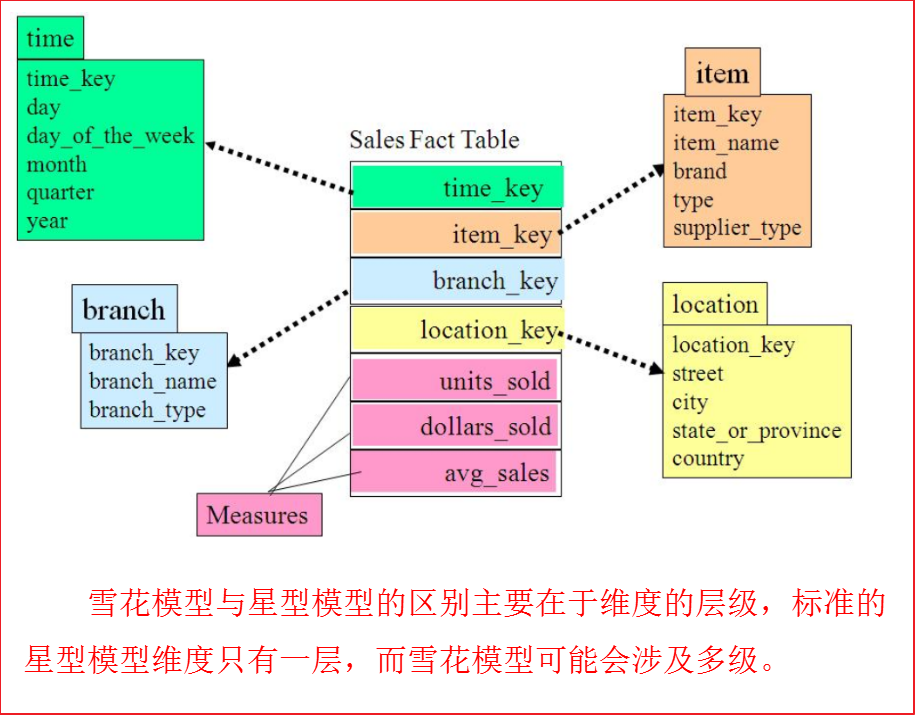 time
time_key
day
day_of_the_week
month
quarter
year
item
item_key
item_name
brand
type
supplier_type
Sales Fact Table
time_key
item_key
branch_key
location_key
units_sold
dollars_sold
avg_sales
branch
branch_key
branch_name
branch_type
location
location_key
street
city
state_or_province
country
Measures
雪花模型与星型模型的区别主要在于维度的层级，标准的
星型模型维度只有一层，而雪花模型可能会涉及多级。